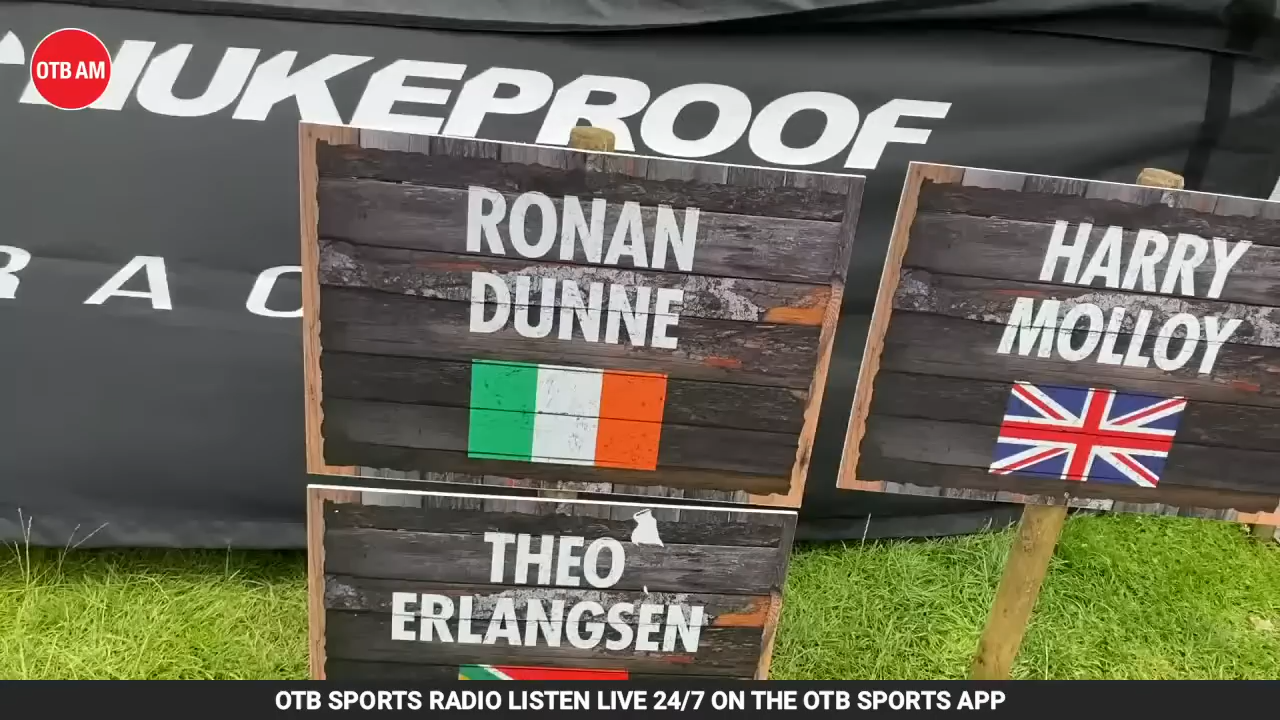 OTB AM
NUKEPROOF
RONAN
DUNNE
HARRY
MOLLOY
THEO
ERLANGSEN
OTB SPORTS RADIO LISTEN LIVE 24/7 ON THE OTB SPORTS APP